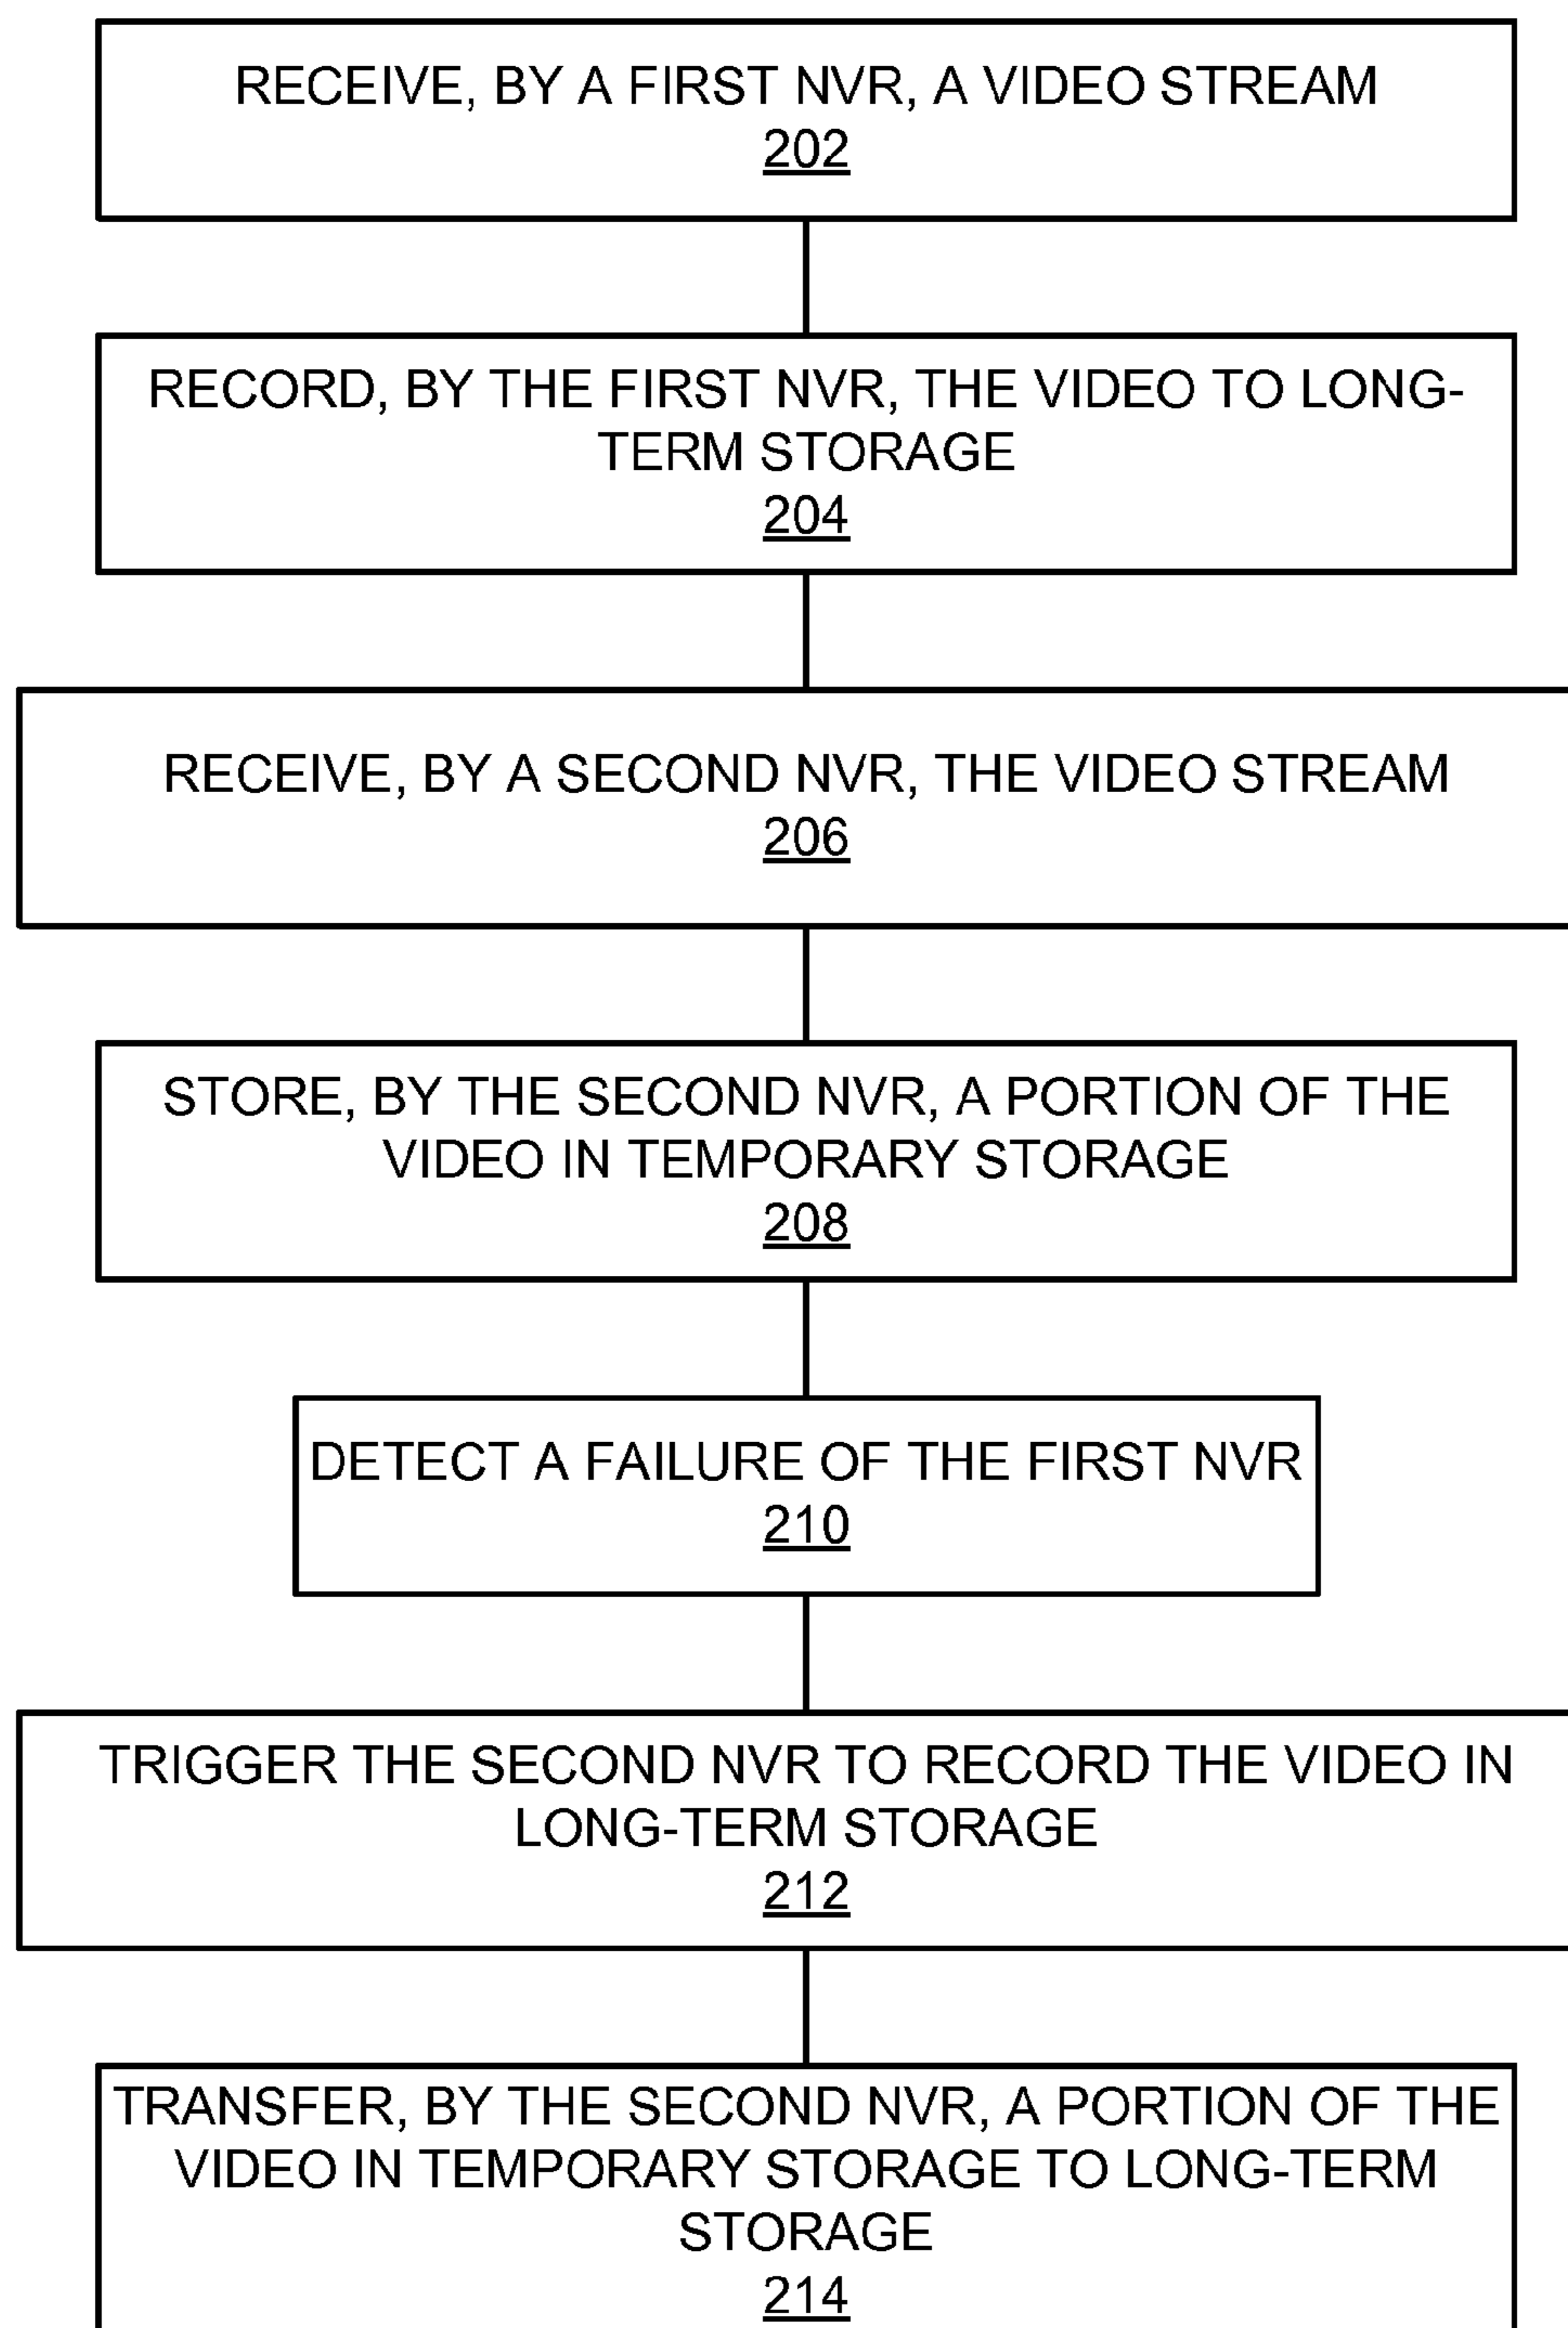 RECEIVE, BY A FIRST NVR, A VIDEO STREAM
202
RECORD, BY THE FIRST NVR, THE VIDEO TO LONG-
TERM STORAGE
204
RECEIVE, BY A SECOND NVR, THE VIDEO STREAM
206
STORE, BY THE SECOND NVR, A PORTION OF THE
VIDEO IN TEMPORARY STORAGE
208
DETECT A FAILURE OF THE FIRST NVR
210
TRIGGER THE SECOND NVR TO RECORD THE VIDEO IN
LONG-TERM STORAGE
212
TRANSFER, BY THE SECOND NVR, A PORTION OF THE
VIDEO IN TEMPORARY STORAGE TO LONG-TERM
STORAGE
214